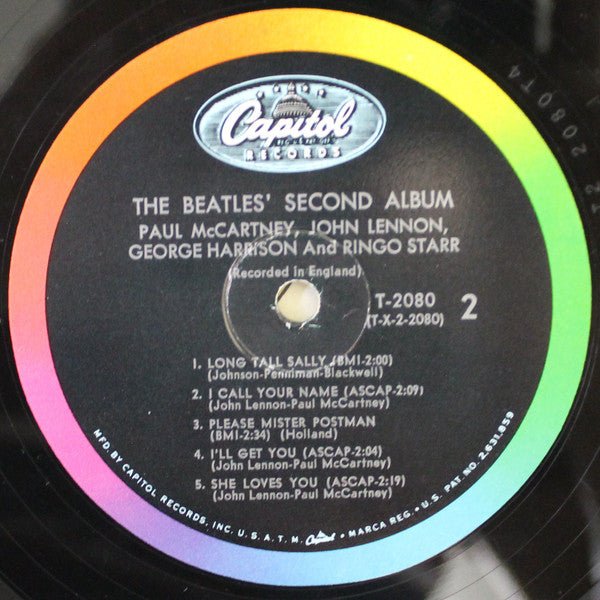 Capitol
RECORDS
THE BEATLES' SECOND ALBUM
PAUL McCARTNEY, JOHN LENNON,
GEORGE HARRISON And RINGO STARR
(Recorded in England)
T-2080
(T-X-2-2080)
2
1. LONG TALL SALLY (BMI-2:00)
(Johnson-Penniman-Blackwell)
2. I CALL YOUR NAME (ASCAP-2:09)
(John Lennon-Paul McCartney)
3. PLEASE MISTER POSTMAN
(BMI-2:34) (Holland)
4. I'LL GET YOU (ASCAP-2:04)
(John Lennon-Paul McCartney)
5. SHE LOVES YOU (ASCAP-2:19)
(John Lennon-Paul McCartney)
MFD. BY CAPITOL RECORDS, INC. U.S.A. T.M. Capitol • MARCA REG. • U.S. PAT. NO. 2,631,859